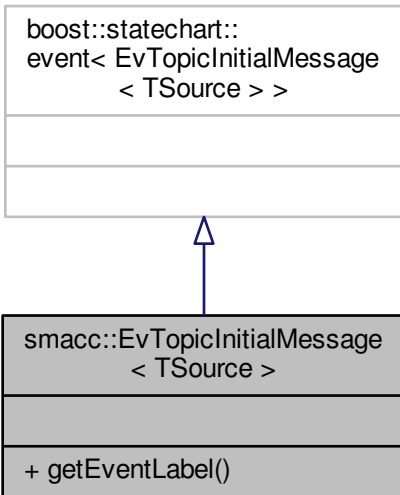 boost::statechart::
event< EvTopicInitialMessage
< TSource > >
smacc::EvTopicInitialMessage
< TSource >
+ getEventLabel()